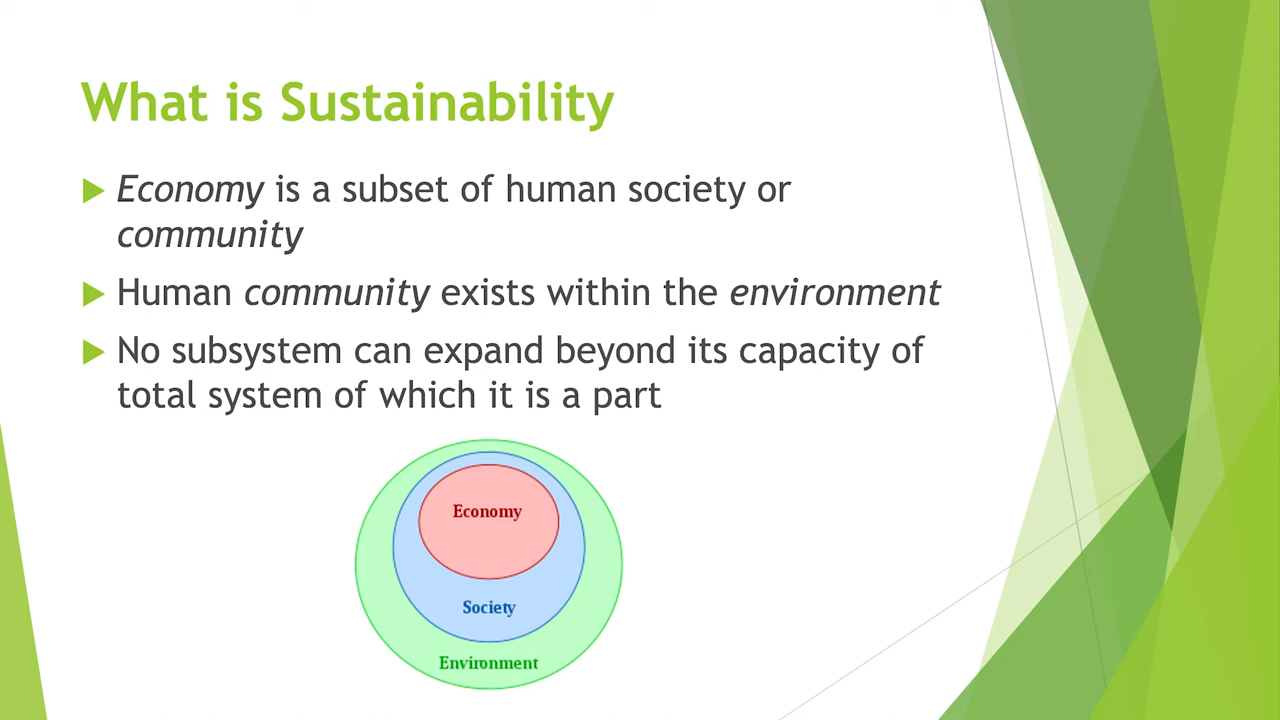 What is Sustainability
Economy is a subset of human society or
community
Human community exists within the environment
No subsystem can expand beyond its capacity of
total system of which it is a part
Economy
Society
Environment